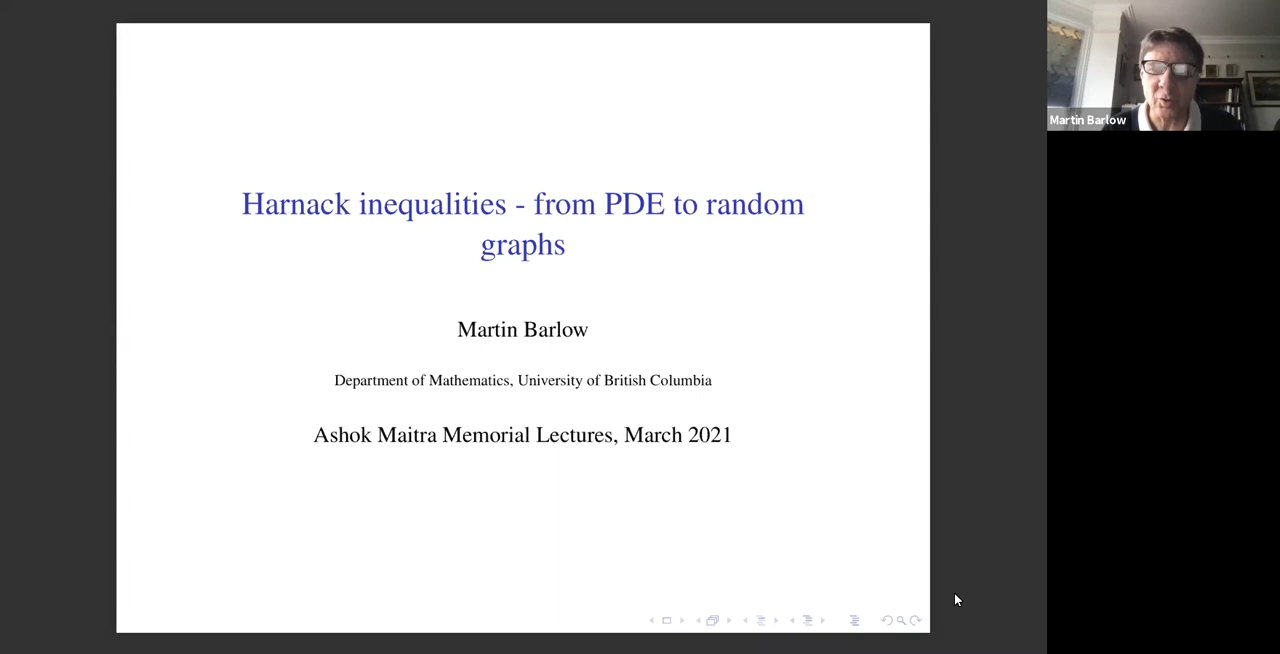 Harnack inequalities - from PDE to random
graphs
Martin Barlow
Department of Mathematics, University of British Columbia
Ashok Maitra Memorial Lectures, March 2021
Martin Barlow